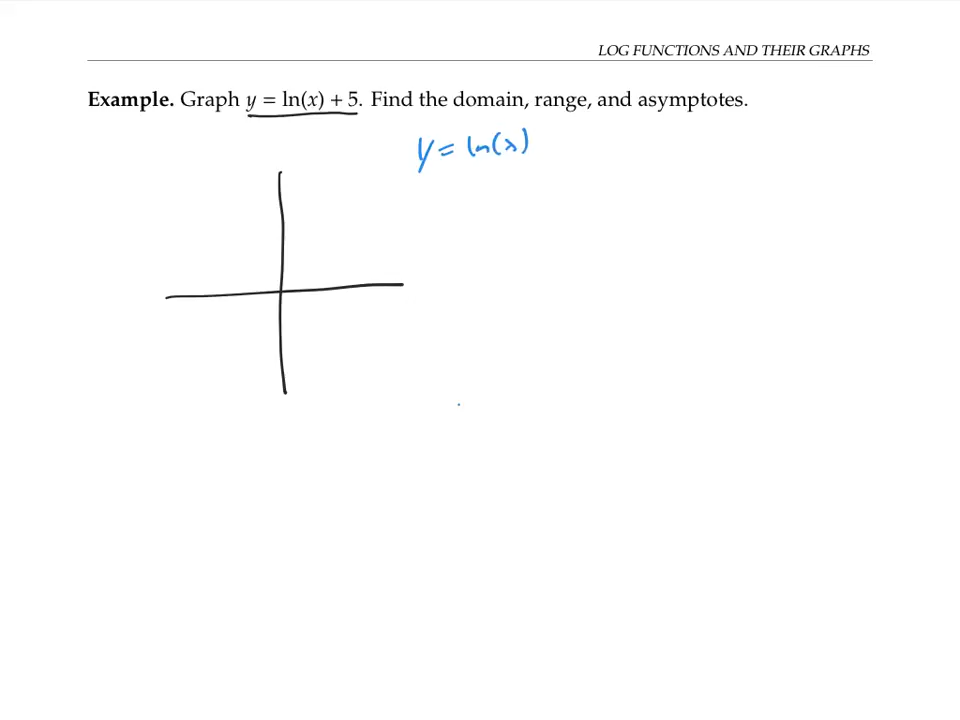 LOG FUNCTIONS AND THEIR GRAPHS
Example. Graph y = ln(x) + 5. Find the domain, range, and asymptotes.
y = ln(x)